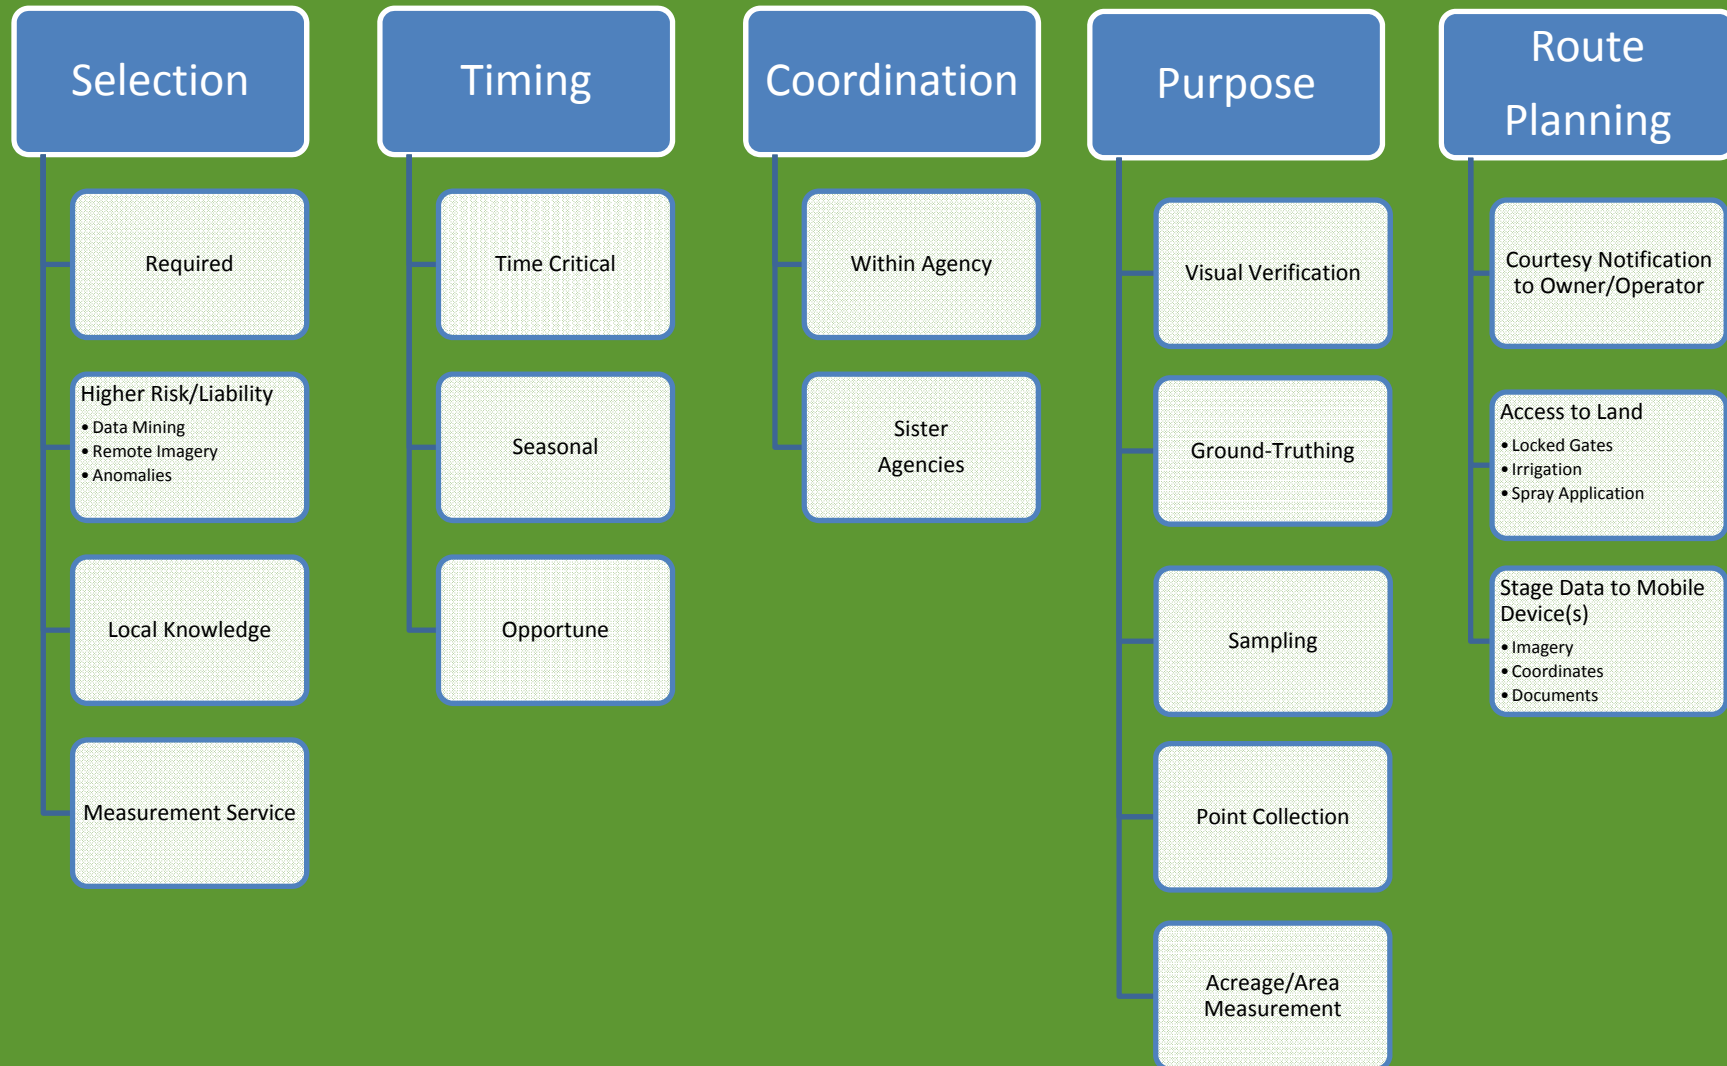 Selection
Required
Higher Risk/Liability
• Data Mining
• Remote Imagery
• Anomalies
Local Knowledge
Measurement Service
Timing
Time Critical
Seasonal
Opportune
Coordination
Within Agency
Sister
Agencies
Purpose
Visual Verification
Ground-Truthing
Sampling
Point Collection
Acreage/Area
Measurement
Route
Planning
Courtesy Notification
to Owner/Operator
Access to Land
• Locked Gates
• Irrigation
• Spray Application
Stage Data to Mobile
Device(s)
• Imagery
• Coordinates
• Documents